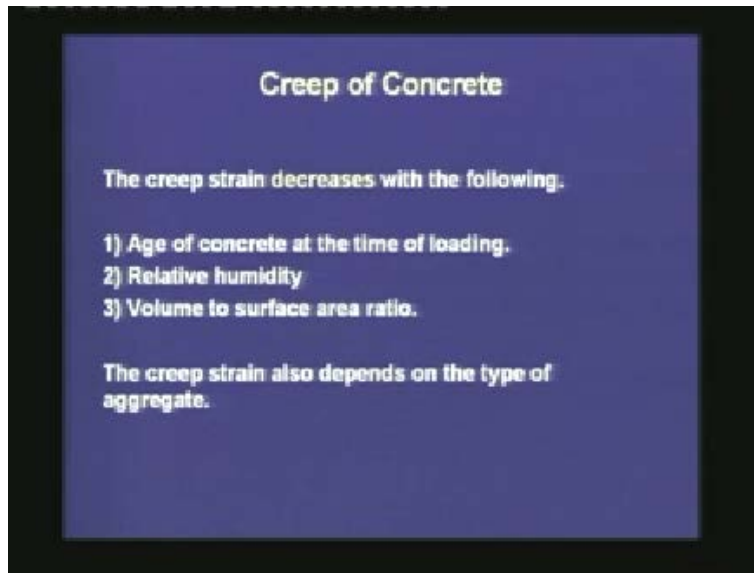 Creep of Concrete
The creep strain decreases with the following.
1) Age of concrete at the time of loading.
2) Relative humidity
3) Volume to surface area ratio.
The creep strain also depends on the type of
aggregate.